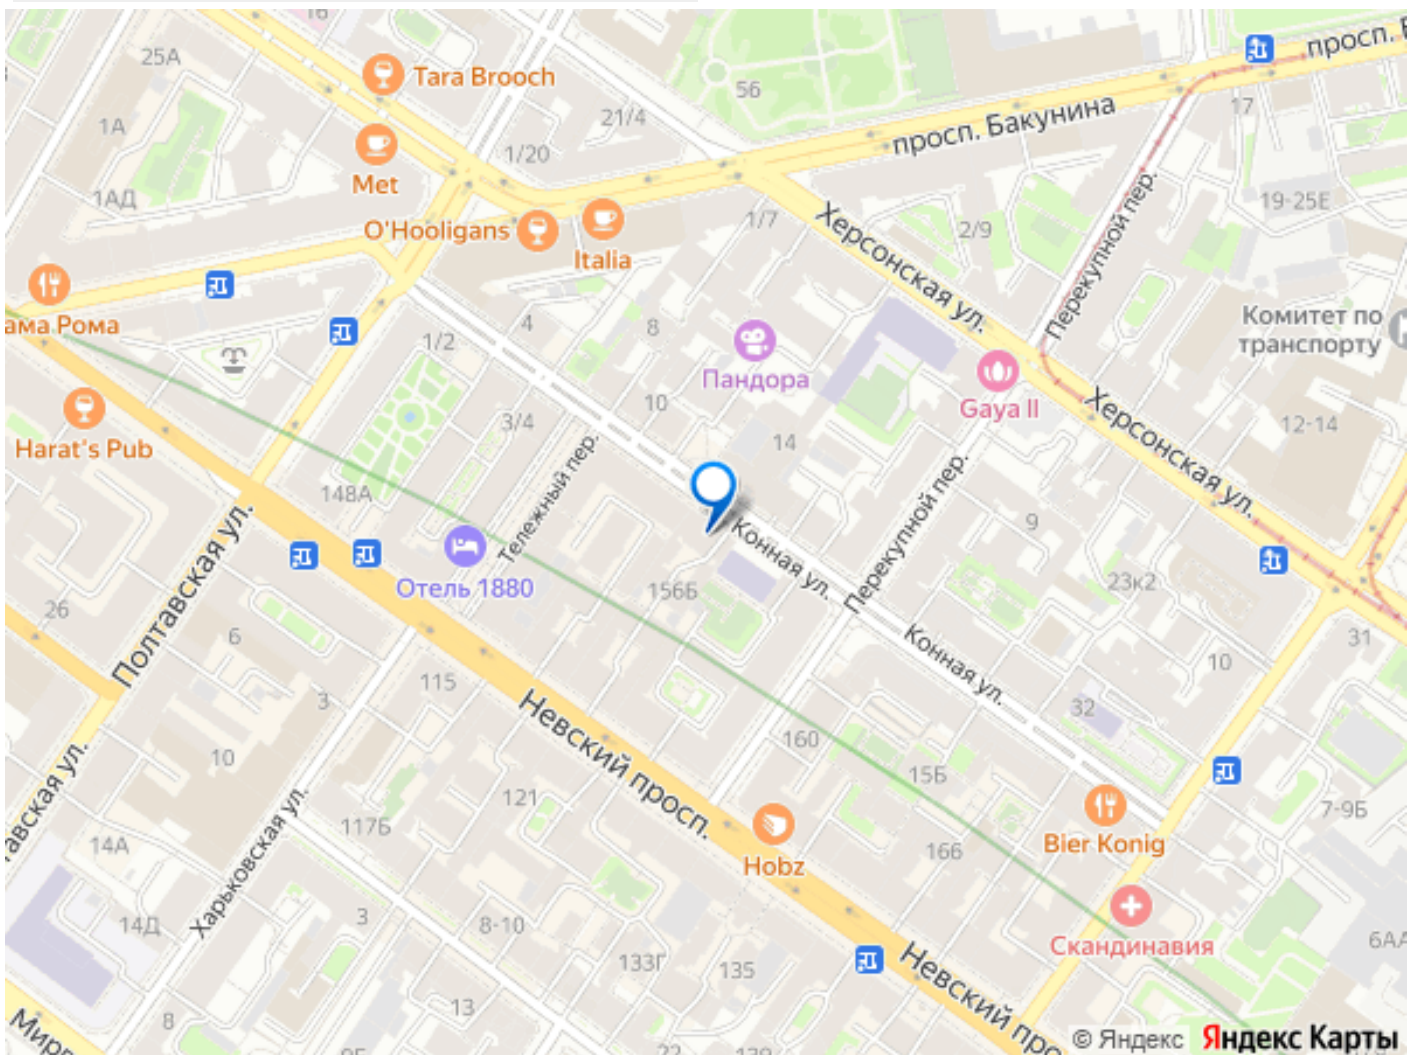 16
25А
Tara Brooch
просп. Б
56
17
1А
21/4
просп. Бакунина
1/20
Met
1АД
19-25Е
O'Hooligans
1/7
Херсонская ул.
2/9
Перекупной пер.
Italia
ама Рома
4
8
Комитет по
транспорту
1/2
Пандора
Gaya II
10
Херсонская ул.
3/4
12-14
Harat's Pub
14
148А
Тележный пер.
Перекупной пер.
9
Полтавская ул.
Конная ул.
Отель 1880
156Б
23к2
26
6
31
Конная ул.
10
115
3
32
Невский просп.
160
10
15Б
тавская ул.
121
7-9Б
117Б
Bier Konig
14А
Харьковская ул.
Hobz
166
3
14Д
8-10
Скандинавия
6АА
133Г
135
Невский про
13
8
Мирг
22
139
© Яндекс Яндекс Карты